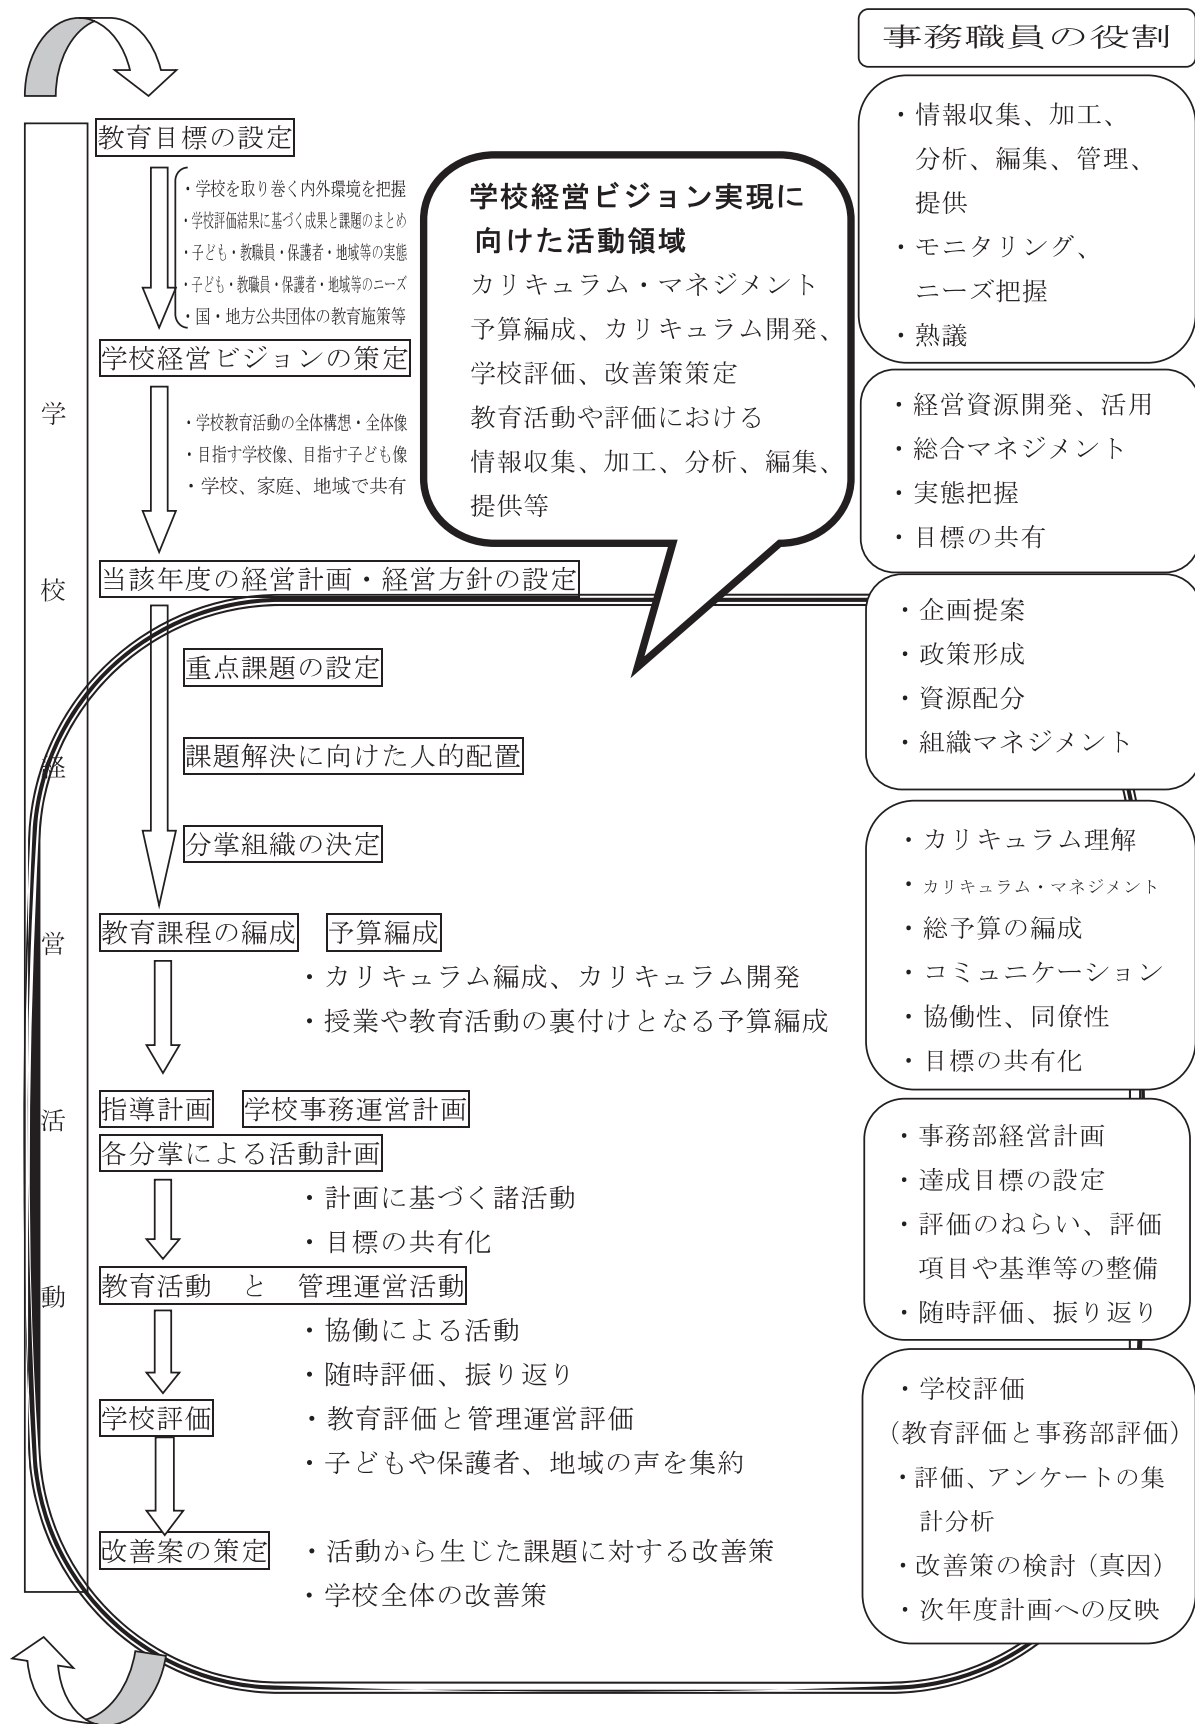 事務職員の役割
・情報収集、加工、
分析、編集、管理、
提供
・モニタリング、
ニーズ把握
・熟議
・経営資源開発、活用
・総合マネジメント
・実態把握
・目標の共有
・企画提案
・政策形成
・資源配分
・組織マネジメント
・カリキュラム理解
・カリキュラム・マネジメント
・総予算の編成
・コミュニケーション
・協働性、同僚性
・目標の共有化
・事務部経営計画
・達成目標の設定
・評価のねらい、評価
項目や基準等の整備
・随時評価、振り返り
・学校評価
（教育評価と事務部評価）
・評価、アンケートの集
計分析
・改善策の検討（真因）
・次年度計画への反映
学校経営ビジョン実現に
向けた活動領域
カリキュラム・マネジメント
予算編成、カリキュラム開発、
学校評価、改善策策定
教育活動や評価における
情報収集、加工、分析、編集、
提供等
学校経営活動
教育目標の設定
・学校を取り巻く内外環境を把握
・学校評価結果に基づく成果と課題のまとめ
・子ども・教職員・保護者・地域等の実態
・子ども・教職員・保護者・地域等のニーズ
・国・地方公共団体の教育施策等
学校経営ビジョンの策定
・学校教育活動の全体構想・全体像
・目指す学校像、目指す子ども像
・学校、家庭、地域で共有
当該年度の経営計画・経営方針の設定
重点課題の設定
課題解決に向けた人的配置
分掌組織の決定
教育課程の編成　予算編成
・カリキュラム編成、カリキュラム開発
・授業や教育活動の裏付けとなる予算編成
指導計画　学校事務運営計画
各分掌による活動計画
・計画に基づく諸活動
・目標の共有化
教育活動　と　管理運営活動
・協働による活動
・随時評価、振り返り
学校評価　・教育評価と管理運営評価
・子どもや保護者、地域の声を集約
改善案の策定　・活動から生じた課題に対する改善策
・学校全体の改善策